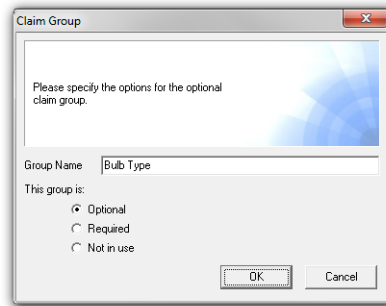 Claim Group
Please specify the options for the optional
claim group.
Group Name Bulb Type
This group is:
Optional
Required
Not in use
OK Cancel